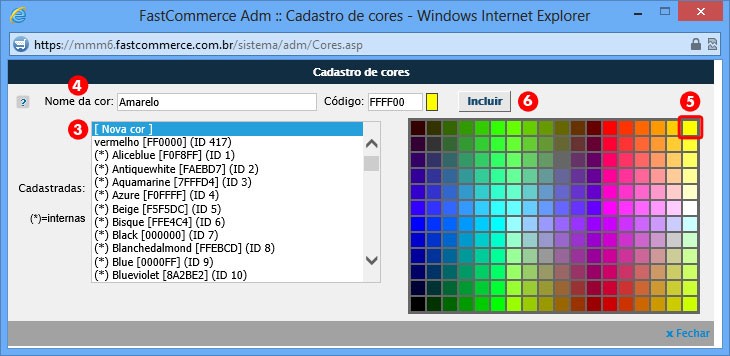 FastCommerce Adm :: Cadastro de cores - Windows Internet Explorer
https://mmm6.fastcommerce.com.br/sistema/adm/Cores.asp
Cadastro de cores
4
5
? Nome da cor: Amarelo Código: FFFF00 Incluir 6
3 [ Nova cor ]
vermelho [FF0000] (ID 417)
(*) Aliceblue [F0F8FF] (ID 1)
(*) Antiquewhite [FAEBD7] (ID 2)
(*) Aquamarine [7FFFD4] (ID 3)
Cadastradas:
(*) Azure [F0FFFF] (ID 4)
(*) Beige [F5F5DC] (ID 5)
(*)=internas
(*) Bisque [FFE4C4] (ID 6)
(*) Black [000000] (ID 7)
(*) Blanchedalmond [FFEBCD] (ID 8)
(*) Blue [0000FF] (ID 9)
(*) Blueviolet [8A2BE2] (ID 10)
× Fechar